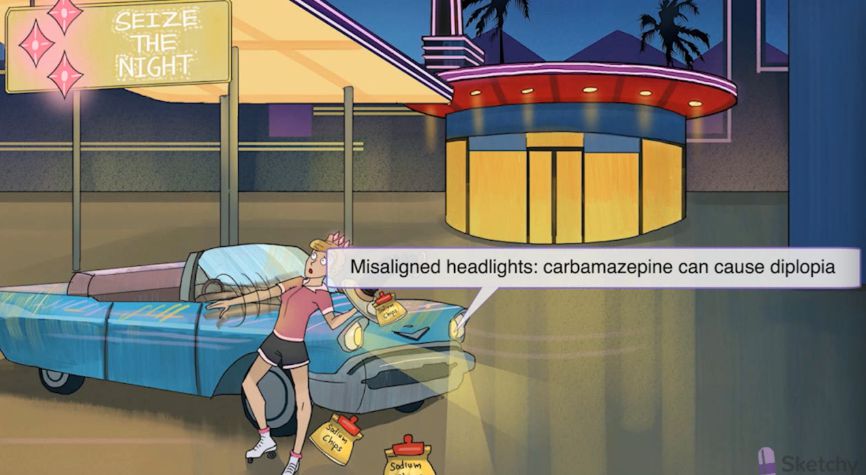 SEIZE
THE
NIGHT
Misaligned headlights: carbamazepine can cause diplopia
Sodium
Chips
Sodium
Chips
Sodium
Sketchy